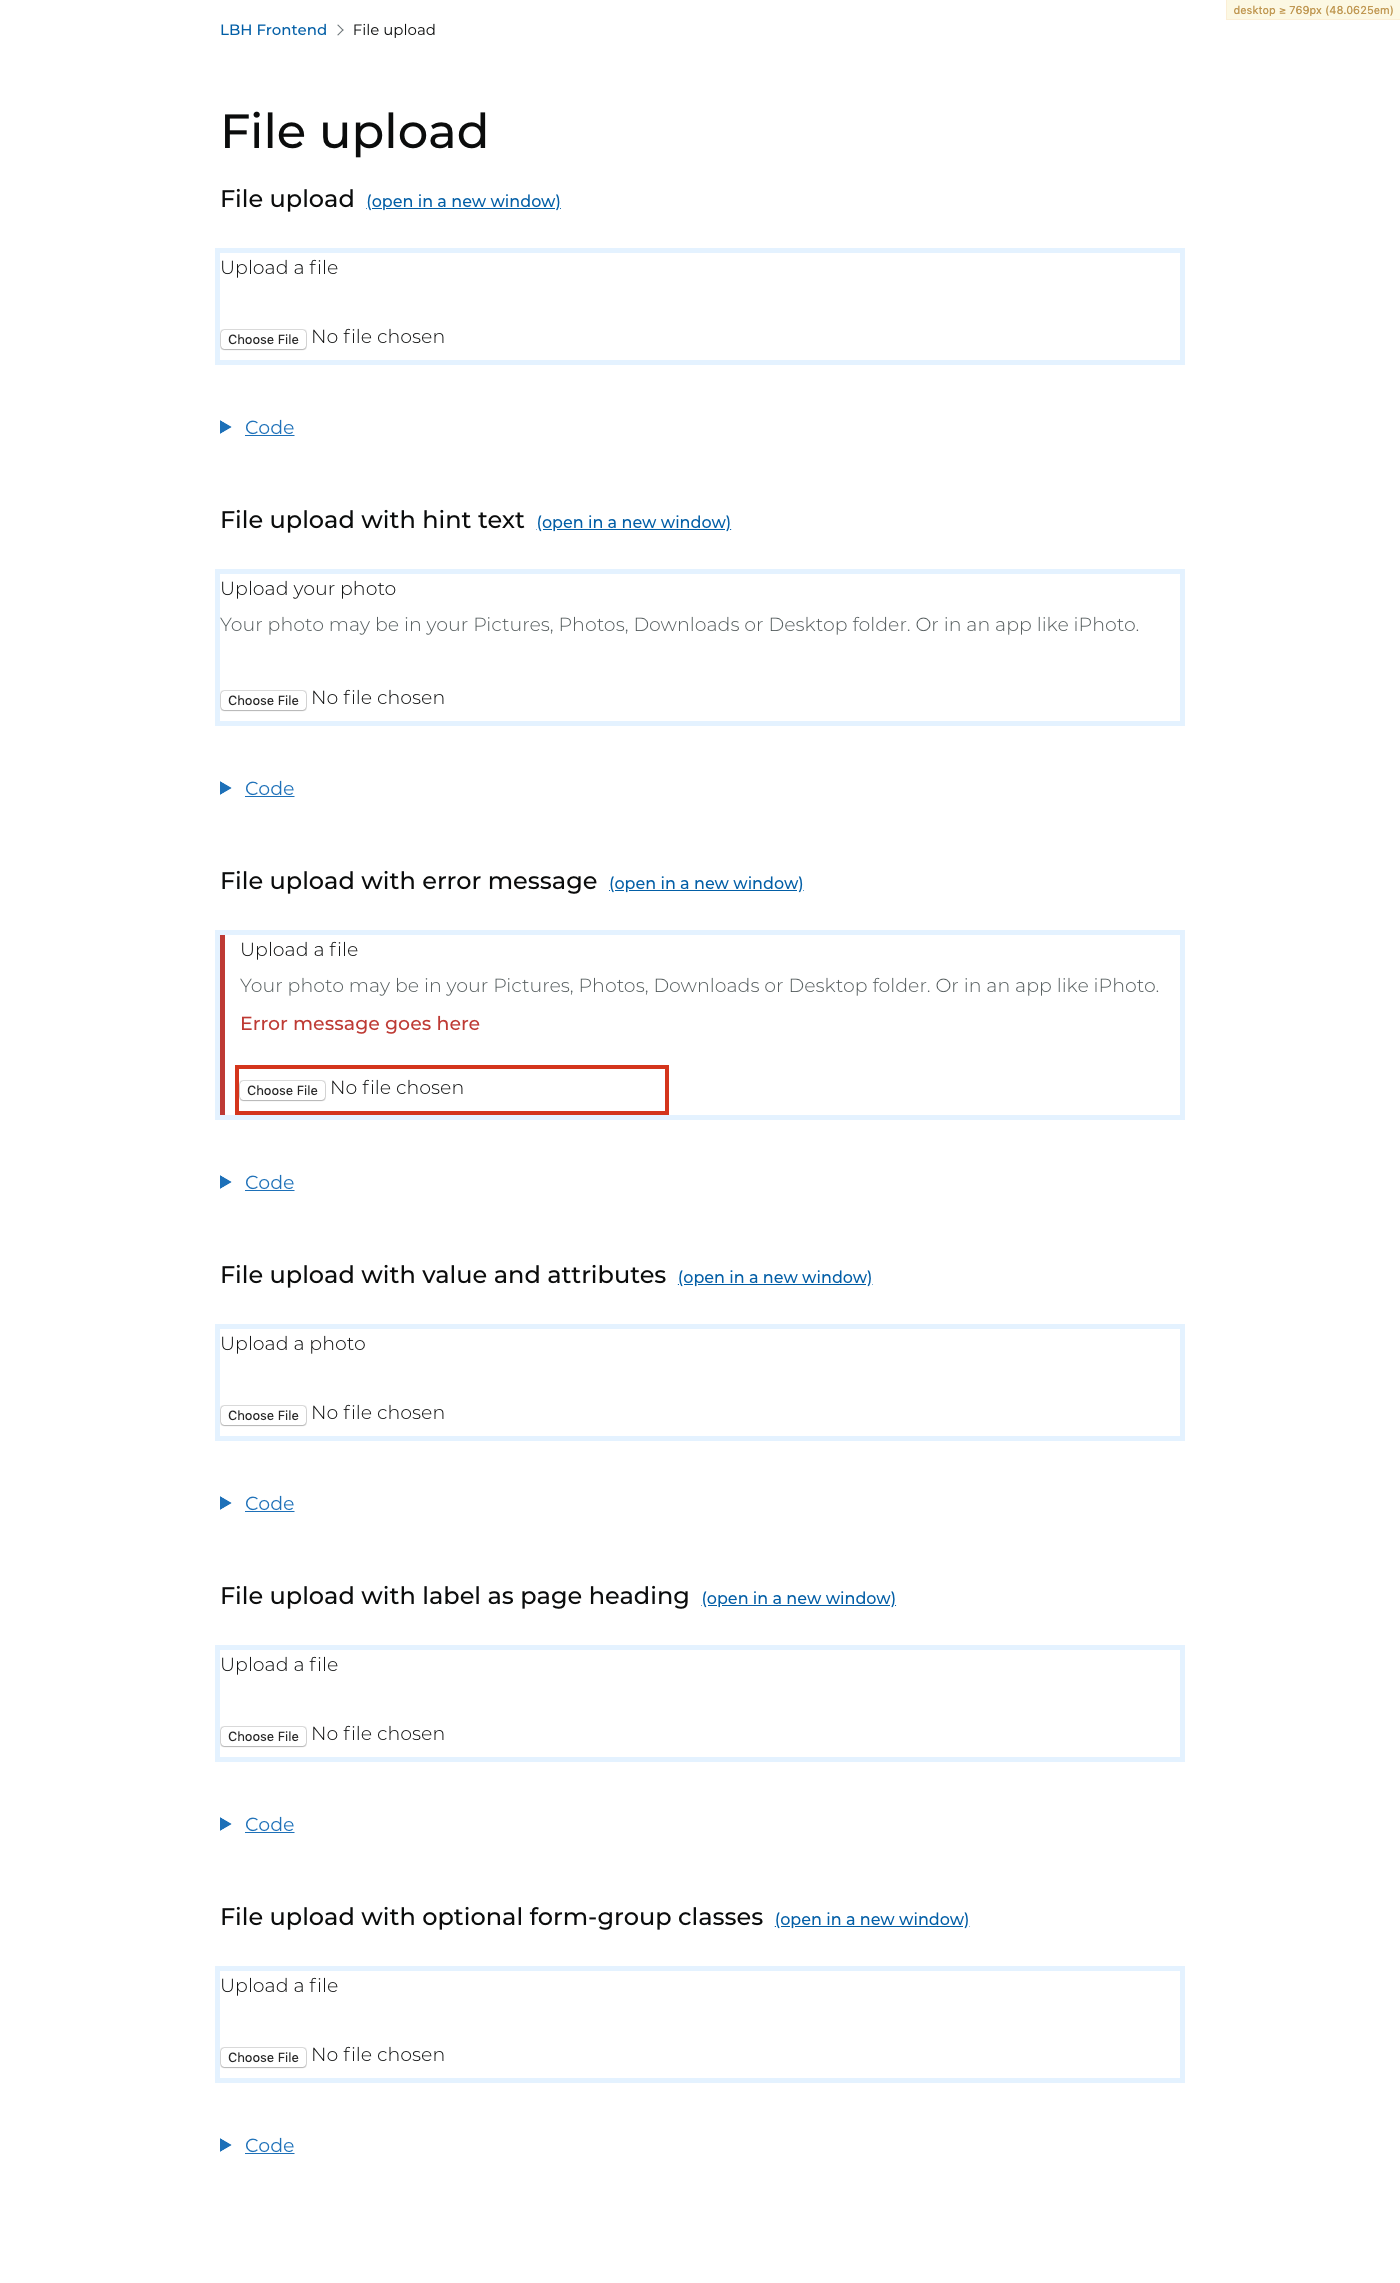 desktop ≥ 769px (48.0625em)
LBH Frontend > File upload
File upload
File upload (open in a new window)
Upload a file
Choose File No file chosen
Code
File upload with hint text (open in a new window)
Upload your photo
Your photo may be in your Pictures, Photos, Downloads or Desktop folder. Or in an app like iPhoto.
Choose File No file chosen
Code
File upload with error message (open in a new window)
Upload a file
Your photo may be in your Pictures, Photos, Downloads or Desktop folder. Or in an app like iPhoto.
Error message goes here
Choose File No file chosen
Code
File upload with value and attributes (open in a new window)
Upload a photo
Choose File No file chosen
Code
File upload with label as page heading (open in a new window)
Upload a file
Choose File No file chosen
Code
File upload with optional form-group classes (open in a new window)
Upload a file
Choose File No file chosen
Code